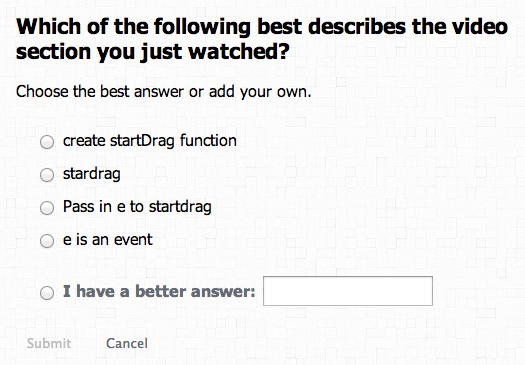 Which of the following best describes the video
section you just watched?
Choose the best answer or add your own.
create startDrag function
stardrag
Pass in e to startdrag
e is an event
I have a better answer:
Submit Cancel